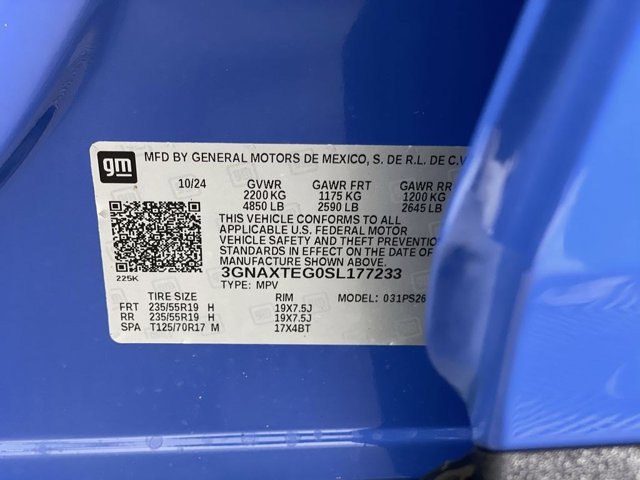 gm MFD BY GENERAL MOTORS DE MEXICO, S. DE R.L. DE C.V
10/24 GVWR GAWR FRT GAWR RR
2200 KG 1175 KG 1200 KG
4850 LB 2590 LB 2645 LB
THIS VEHICLE CONFORMS TO ALL
APPLICABLE U.S. FEDERAL MOTOR
VEHICLE SAFETY AND THEFT
PREVENTION STANDARDS
IN EFFECT ON THE DATE OF
MANUFACTURE SHOWN ABOVE.
225K 3GNAXTEG0SL177233
TYPE: MPV
TIRE SIZE RIM MODEL: 031PS26
FRT 235/55R19 H 19X7.5J
RR 235/55R19 H 19X7.5J
SPA T125/70R17 M 17X4BT